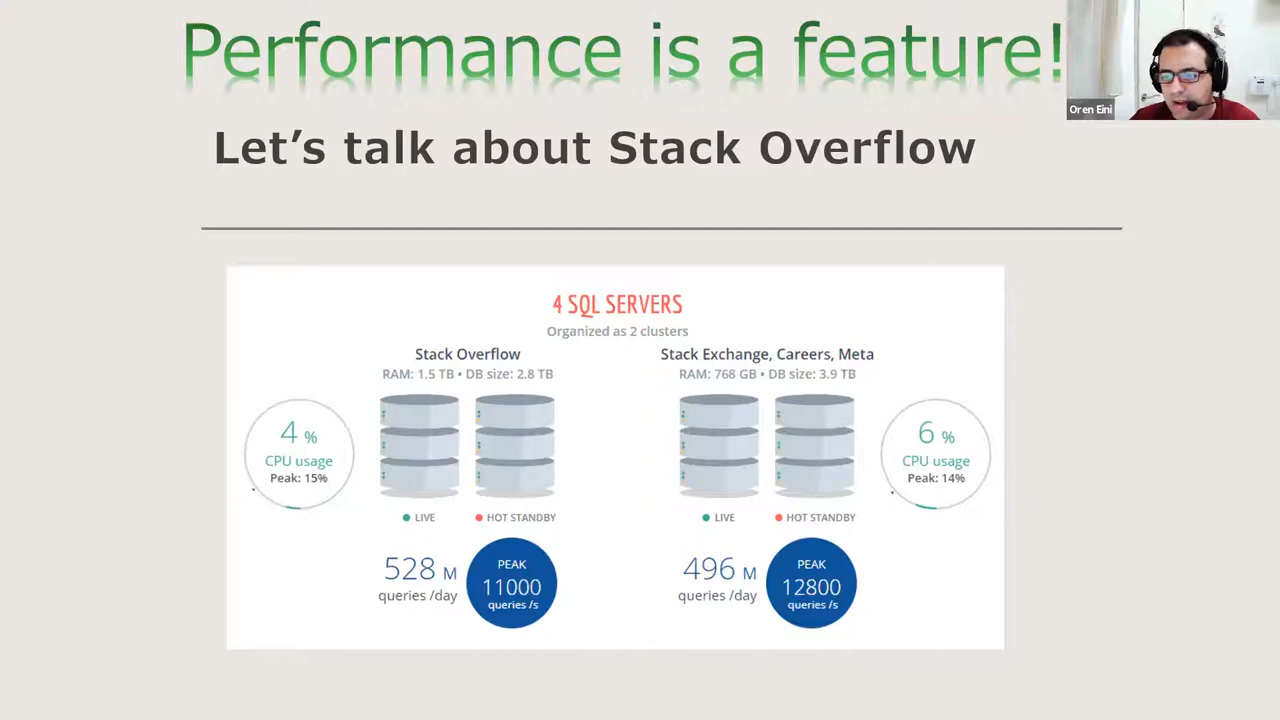 Performance is a feature!
Oren Eini
Let's talk about Stack Overflow
4 SQL SERVERS
Organized as 2 clusters
Stack Overflow
RAM: 1.5 TB • DB size: 2.8 TB
4 %
CPU usage
Peak: 15%
LIVE
HOT STANDBY
528 M
queries /day
PEAK
11000
queries /s
Stack Exchange, Careers, Meta
RAM: 768 GB • DB size: 3.9 TB
6 %
CPU usage
Peak: 14%
LIVE
HOT STANDBY
496 M
queries /day
PEAK
12800
queries /s